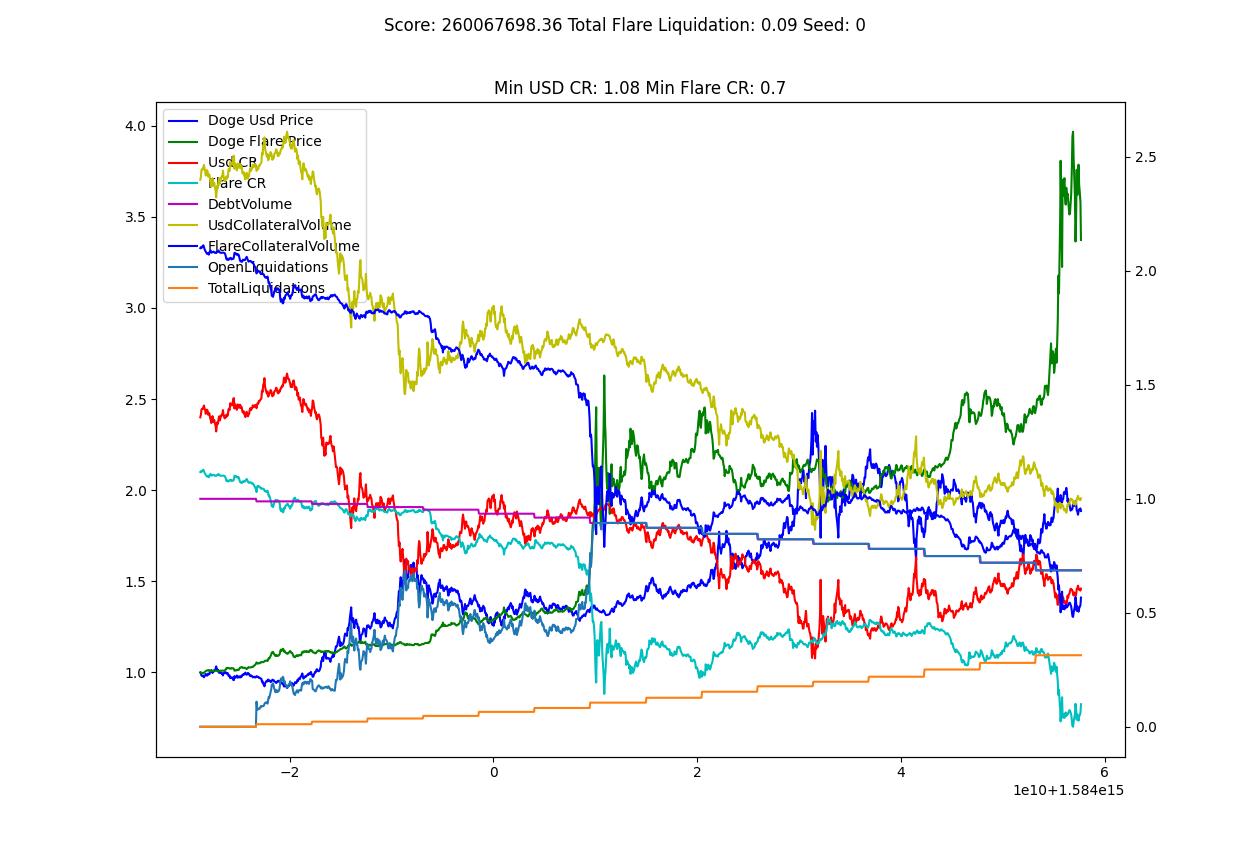 Score: 260067698.36 Total Flare Liquidation: 0.09 Seed: 0
Min USD CR: 1.08 Min Flare CR: 0.7
Doge Usd Price
Doge Flare Price
Usd CR
Flare CR
DebtVolume
UsdCollateralVolume
FlareCollateralVolume
OpenLiquidations
TotalLiquidations
4.0
3.5
3.0
2.5
2.0
1.5
1.0
2.5
2.0
1.5
1.0
0.5
0.0
−2
0
2
4
6
1e10+1.584e15